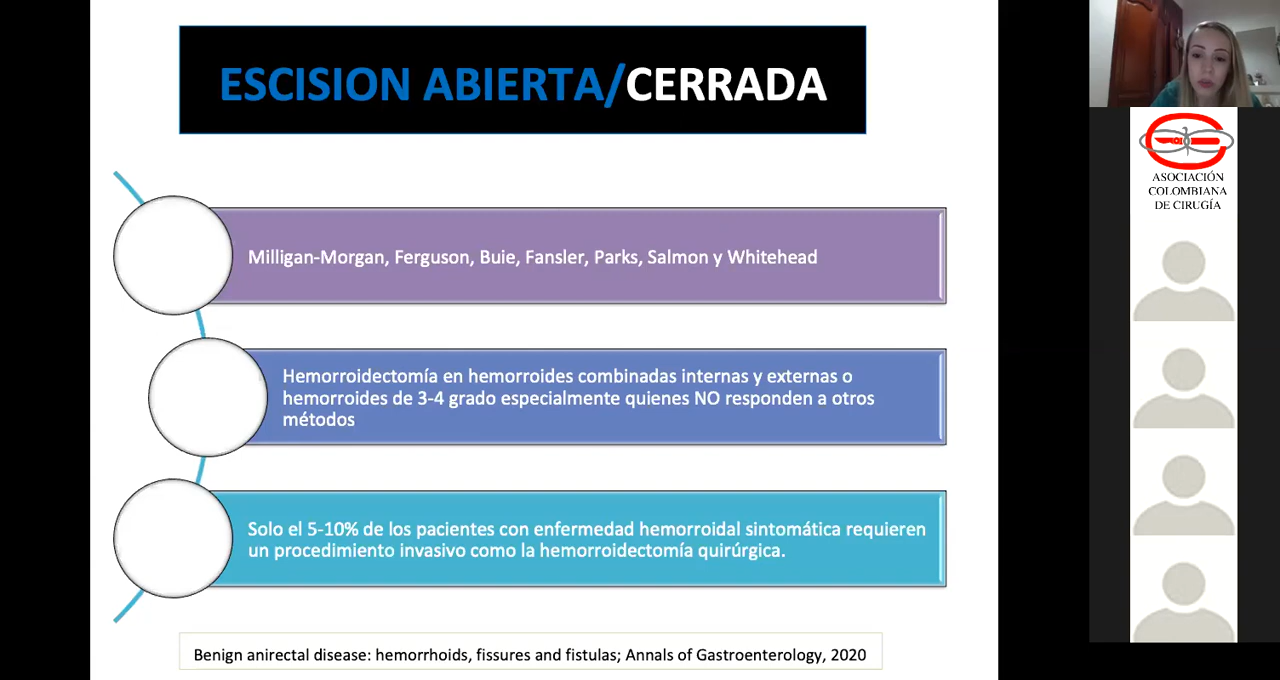 ESCISION ABIERTA/CERRADA
Milligan-Morgan, Ferguson, Buie, Fansler, Parks, Salmon y Whitehead
Hemorroidectomía en hemorroides combinadas internas y externas o
hemorroides de 3-4 grado especialmente quienes NO responden a otros
métodos
Solo el 5-10% de los pacientes con enfermedad hemorroidal sintomática requieren
un procedimiento invasivo como la hemorroidectomía quirúrgica.
Benign anirectal disease: hemorrhoids, fissures and fistulas; Annals of Gastroenterology, 2020
ASOCIACIÓN
COLOMBIANA
DE CIRUGÍA